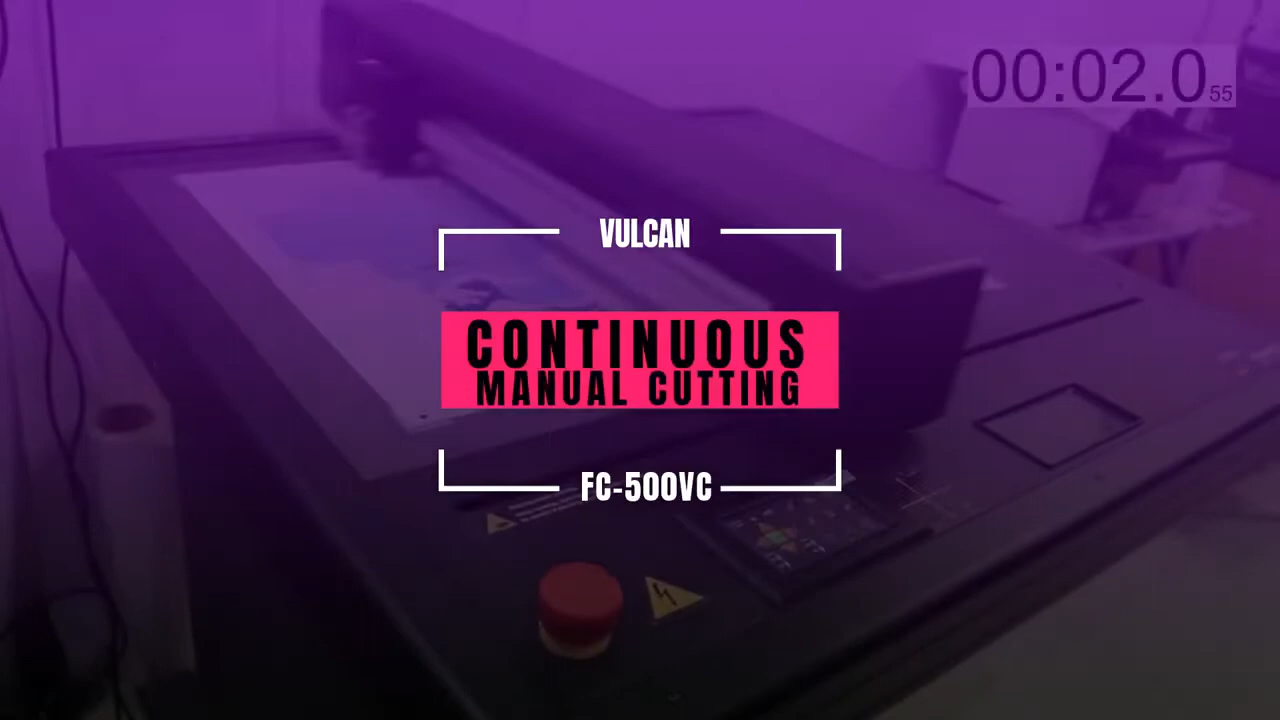 00:02.055
VULCAN
CONTINUOUS
MANUAL CUTTING
FC-500VC